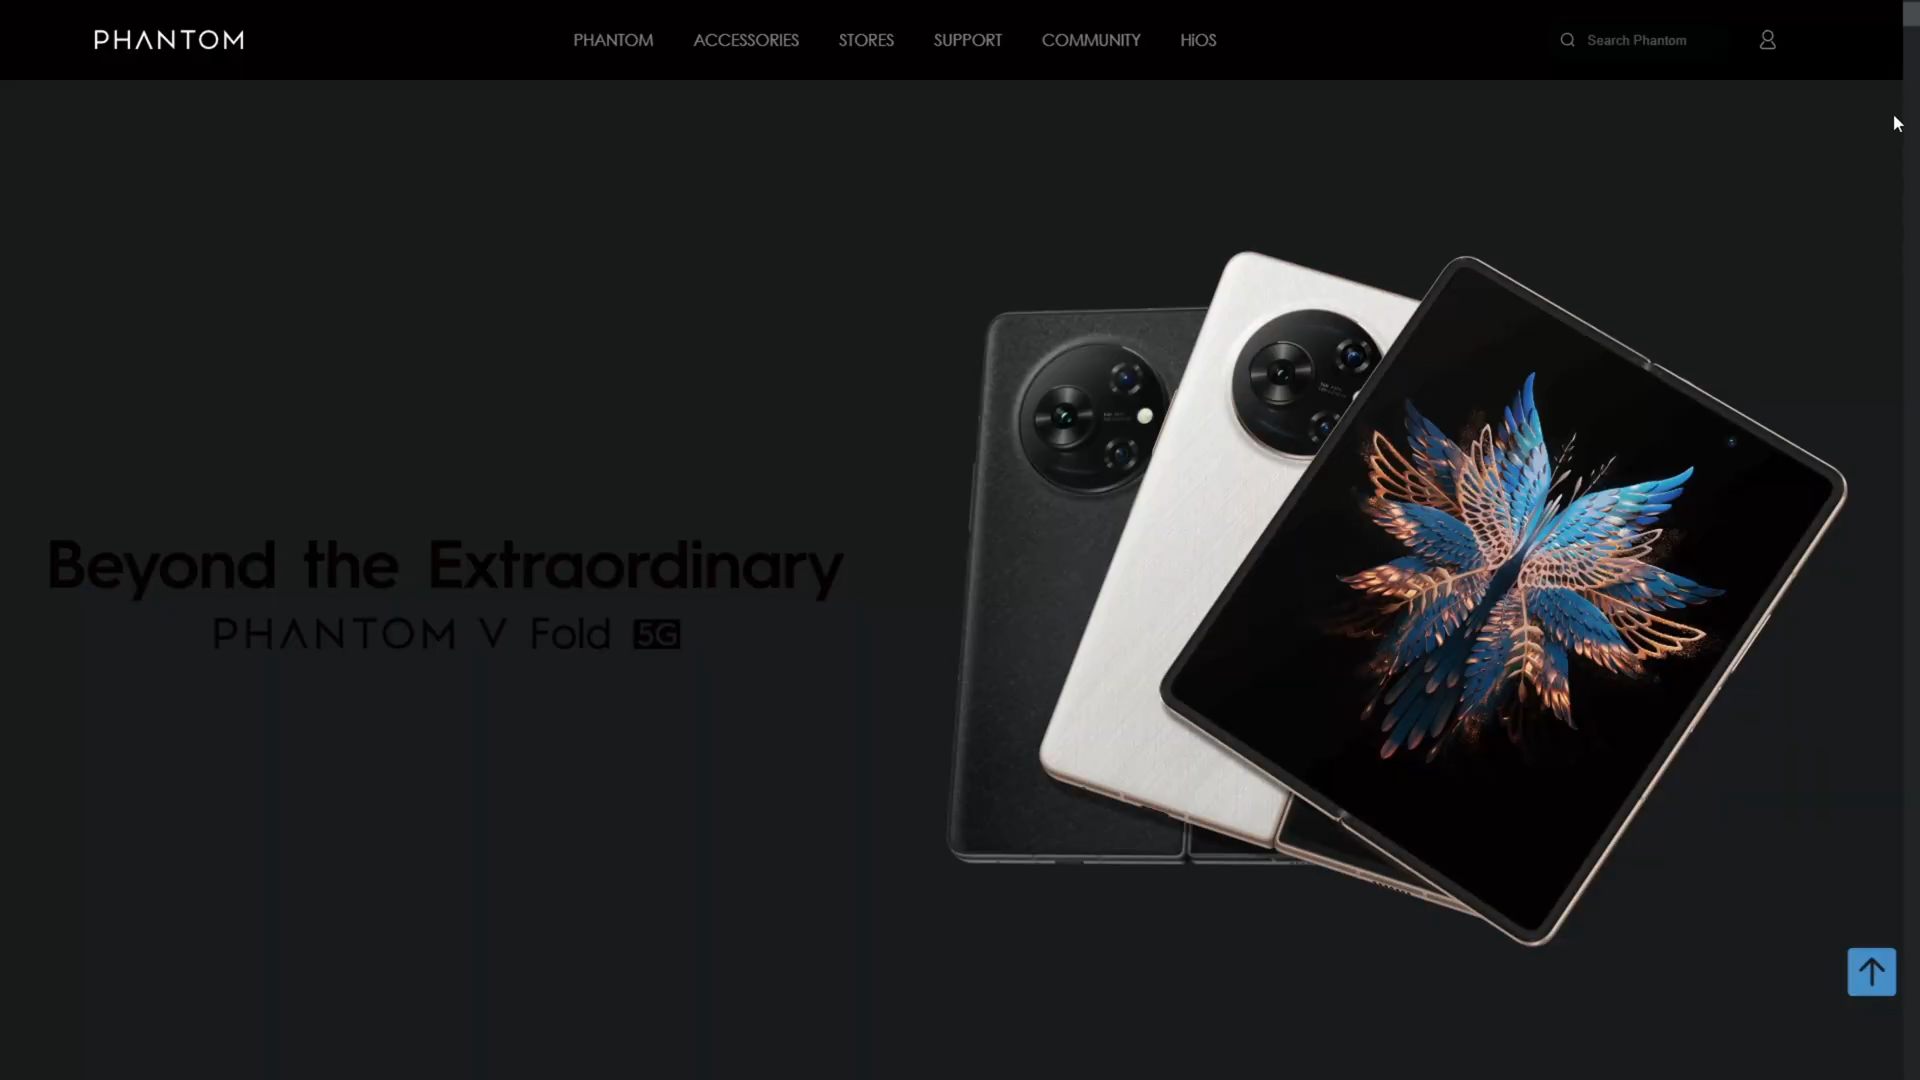 PHANTOM
PHANTOM ACCESSORIES STORES SUPPORT COMMUNITY HiOS
Search Phantom
Beyond the Extraordinary
PHANTOM V Fold 5G